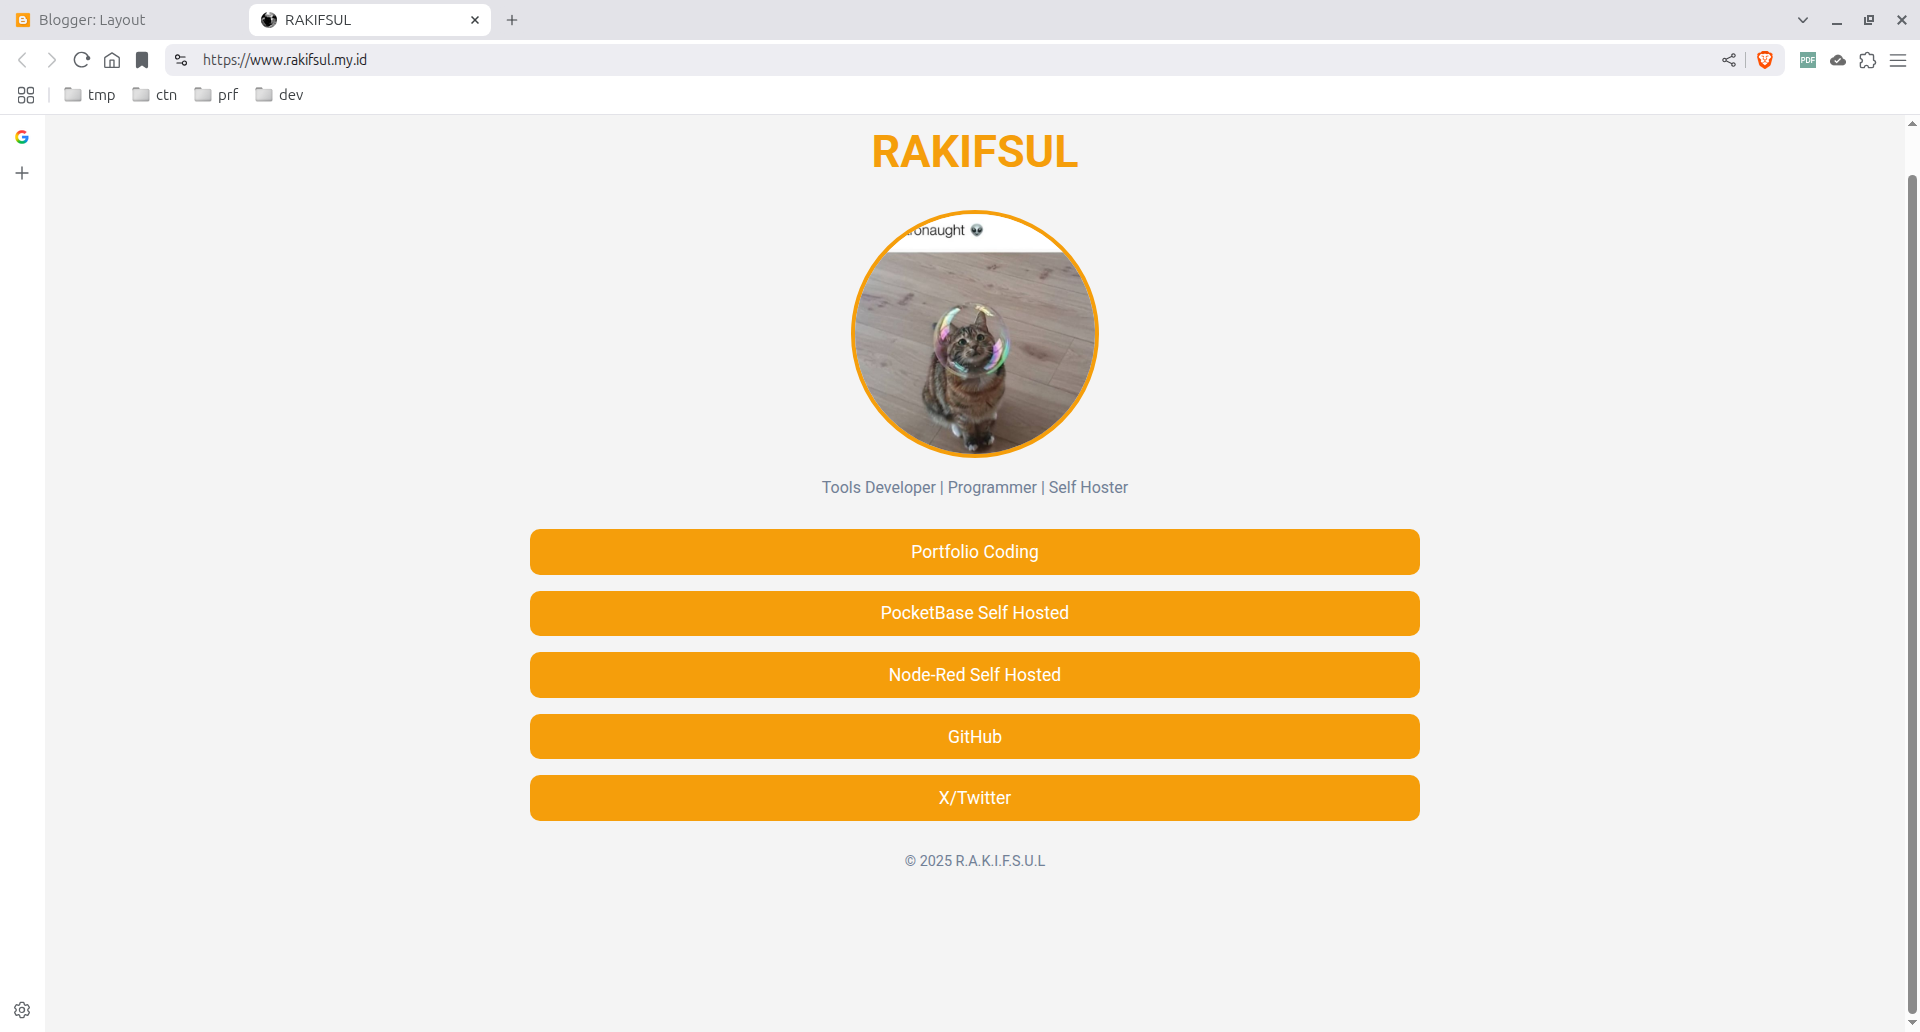 Blogger: Layout
RAKIFSUL
https://www.rakifsul.my.id
PDF
tmp
ctn
prf
dev
RAKIFSUL
Tools Developer | Programmer | Self Hoster
Portfolio Coding
PocketBase Self Hosted
Node-Red Self Hosted
GitHub
X/Twitter
© 2025 R.A.K.I.F.S.U.L